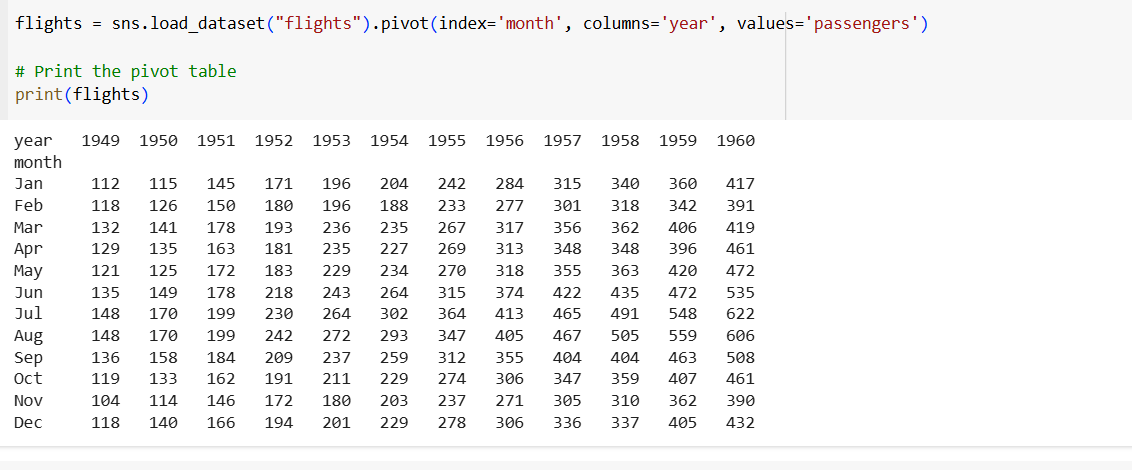 flights = sns.load_dataset("flights").pivot(index='month', columns='year', values='passengers')
# Print the pivot table
print(flights)
year 1949 1950 1951 1952 1953 1954 1955 1956 1957 1958 1959 1960
month
Jan 112 115 145 171 196 204 242 284 315 340 360 417
Feb 118 126 150 180 196 188 233 277 301 318 342 391
Mar 132 141 178 193 236 235 267 317 356 362 406 419
Apr 129 135 163 181 235 227 269 313 348 348 396 461
May 121 125 172 183 229 234 270 318 355 363 420 472
Jun 135 149 178 218 243 264 315 374 422 435 472 535
Jul 148 170 199 230 264 302 364 413 465 491 548 622
Aug 148 170 199 242 272 293 347 405 467 505 559 606
Sep 136 158 184 209 237 259 312 355 404 404 463 508
Oct 119 133 162 191 211 229 274 306 347 359 407 461
Nov 104 114 146 172 180 203 237 271 305 310 362 390
Dec 118 140 166 194 201 229 278 306 336 337 405 432